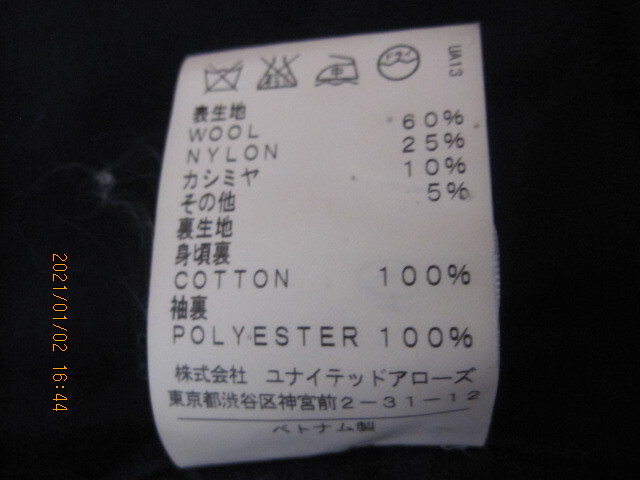 UA13
表生地
WOOL 60%
NYLON 25%
カシミヤ 10%
その他 5%
裏生地
身頃裏
COTTON 100%
袖裏
POLYESTER 100%
株式会社 ユナイテッドアローズ
東京都渋谷区神宮前2-31-12
ベトナム製
2021/01/02 16:44